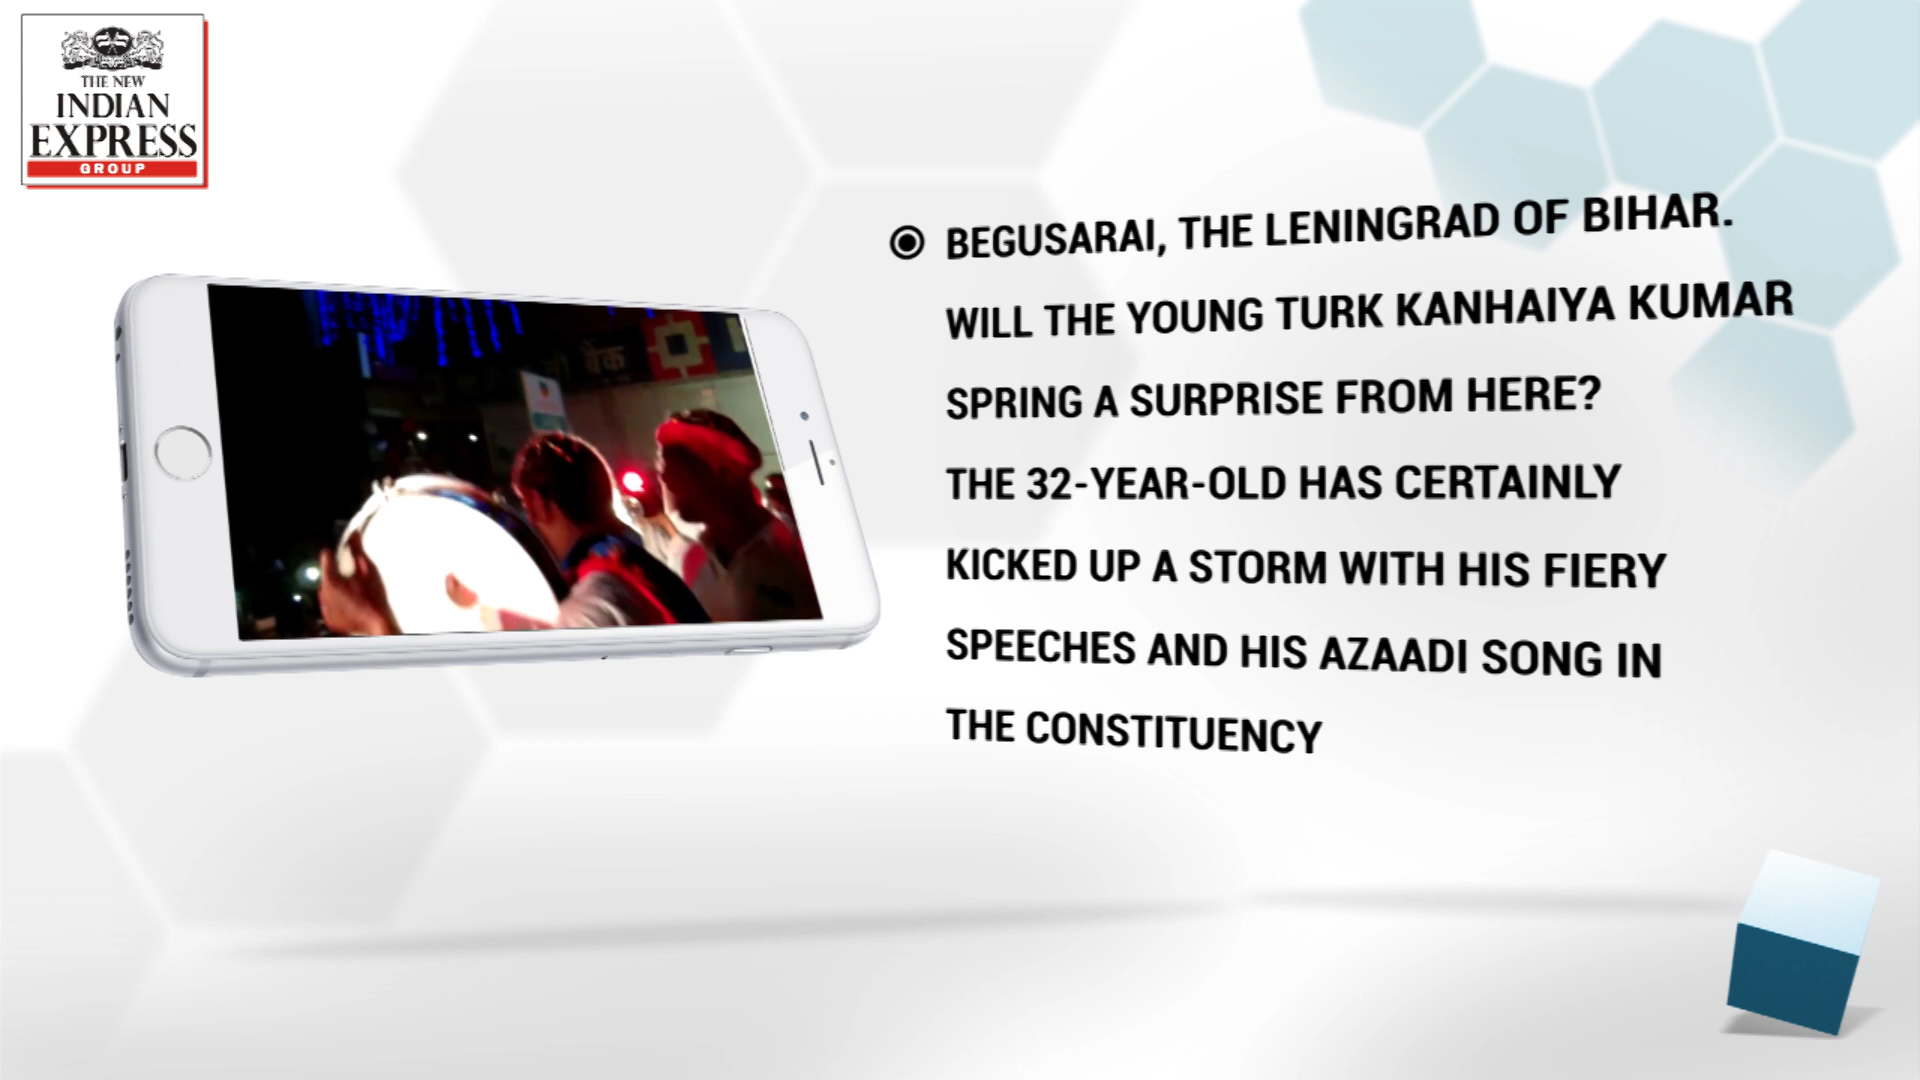 THE NEW
INDIAN
EXPRESS
GROUP
BEGUSARAI, THE LENINGRAD OF BIHAR.
WILL THE YOUNG TURK KANHAIYA KUMAR
SPRING A SURPRISE FROM HERE?
THE 32-YEAR-OLD HAS CERTAINLY
KICKED UP A STORM WITH HIS FIERY
SPEECHES AND HIS AZAADI SONG IN
THE CONSTITUENCY
बैंक